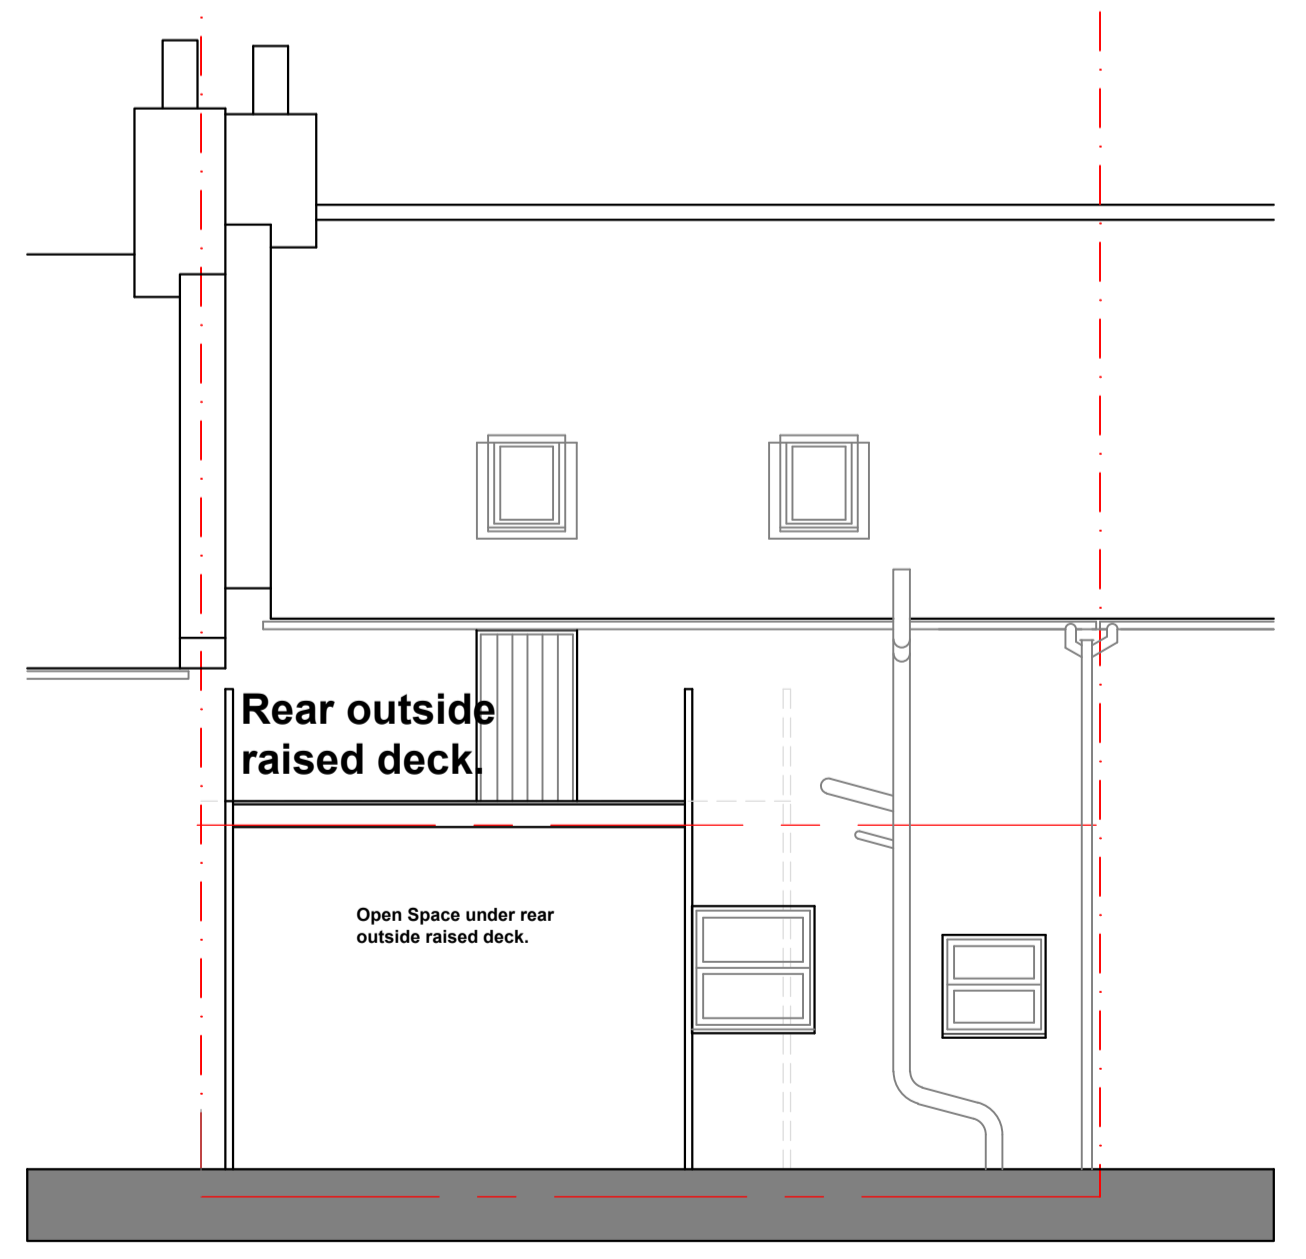 Rear outside
raised deck.
Open Space under rear
outside raised deck.